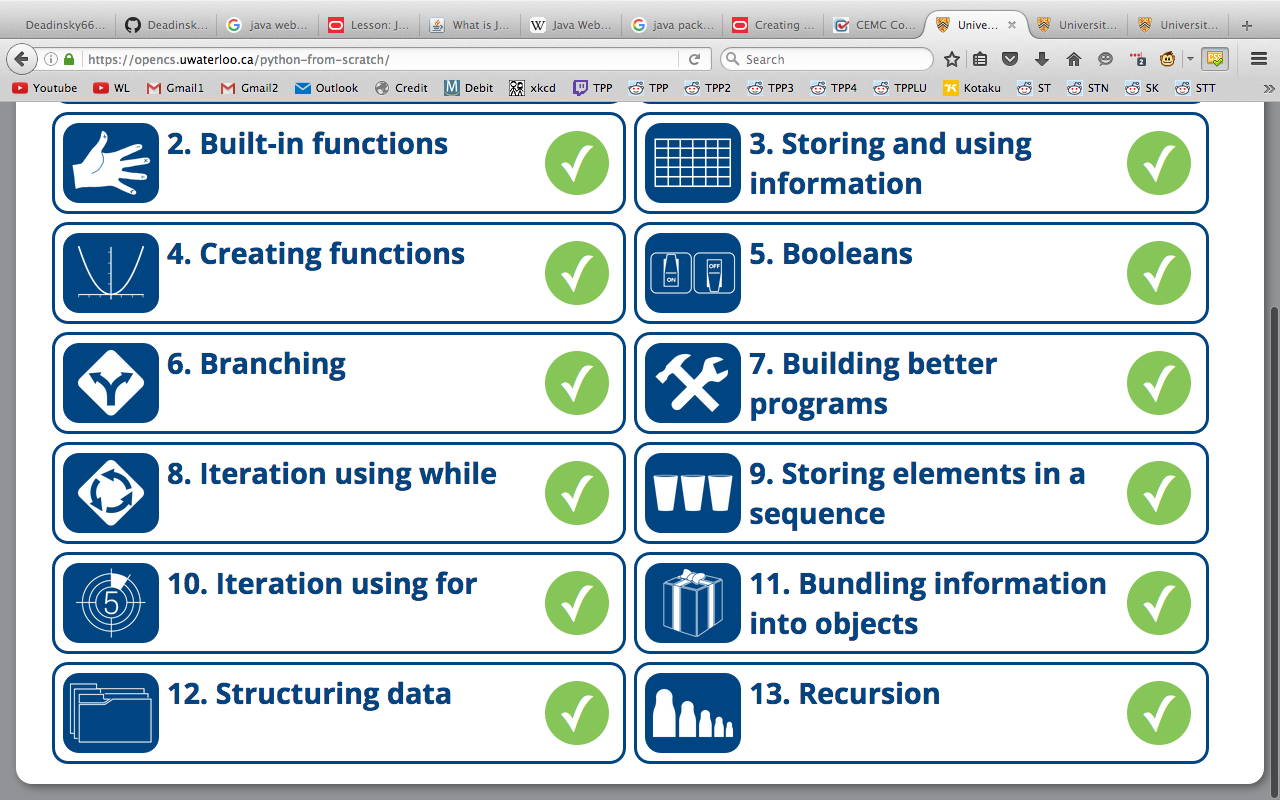 Deadinsky66...
Deadinsk...
java web...
Lesson: J...
What is J...
Java Web...
java pack...
Creating ...
CEMC Co...
Unive...
Universit...
Universit...
https://opencs.uwaterloo.ca/python-from-scratch/
Search
2
CSS
Youtube
WL
Gmail1
Gmail2
Outlook
Credit
Debit
xkcd
TPP
TPP
TPP2
TPP3
TPP4
TPPLU
Kotaku
ST
STN
SK
STT
2. Built-in functions
3. Storing and using
information
4. Creating functions
ON
OFF
5. Booleans
6. Branching
7. Building better
programs
8. Iteration using while
9. Storing elements in a
sequence
5
10. Iteration using for
11. Bundling information
into objects
12. Structuring data
13. Recursion